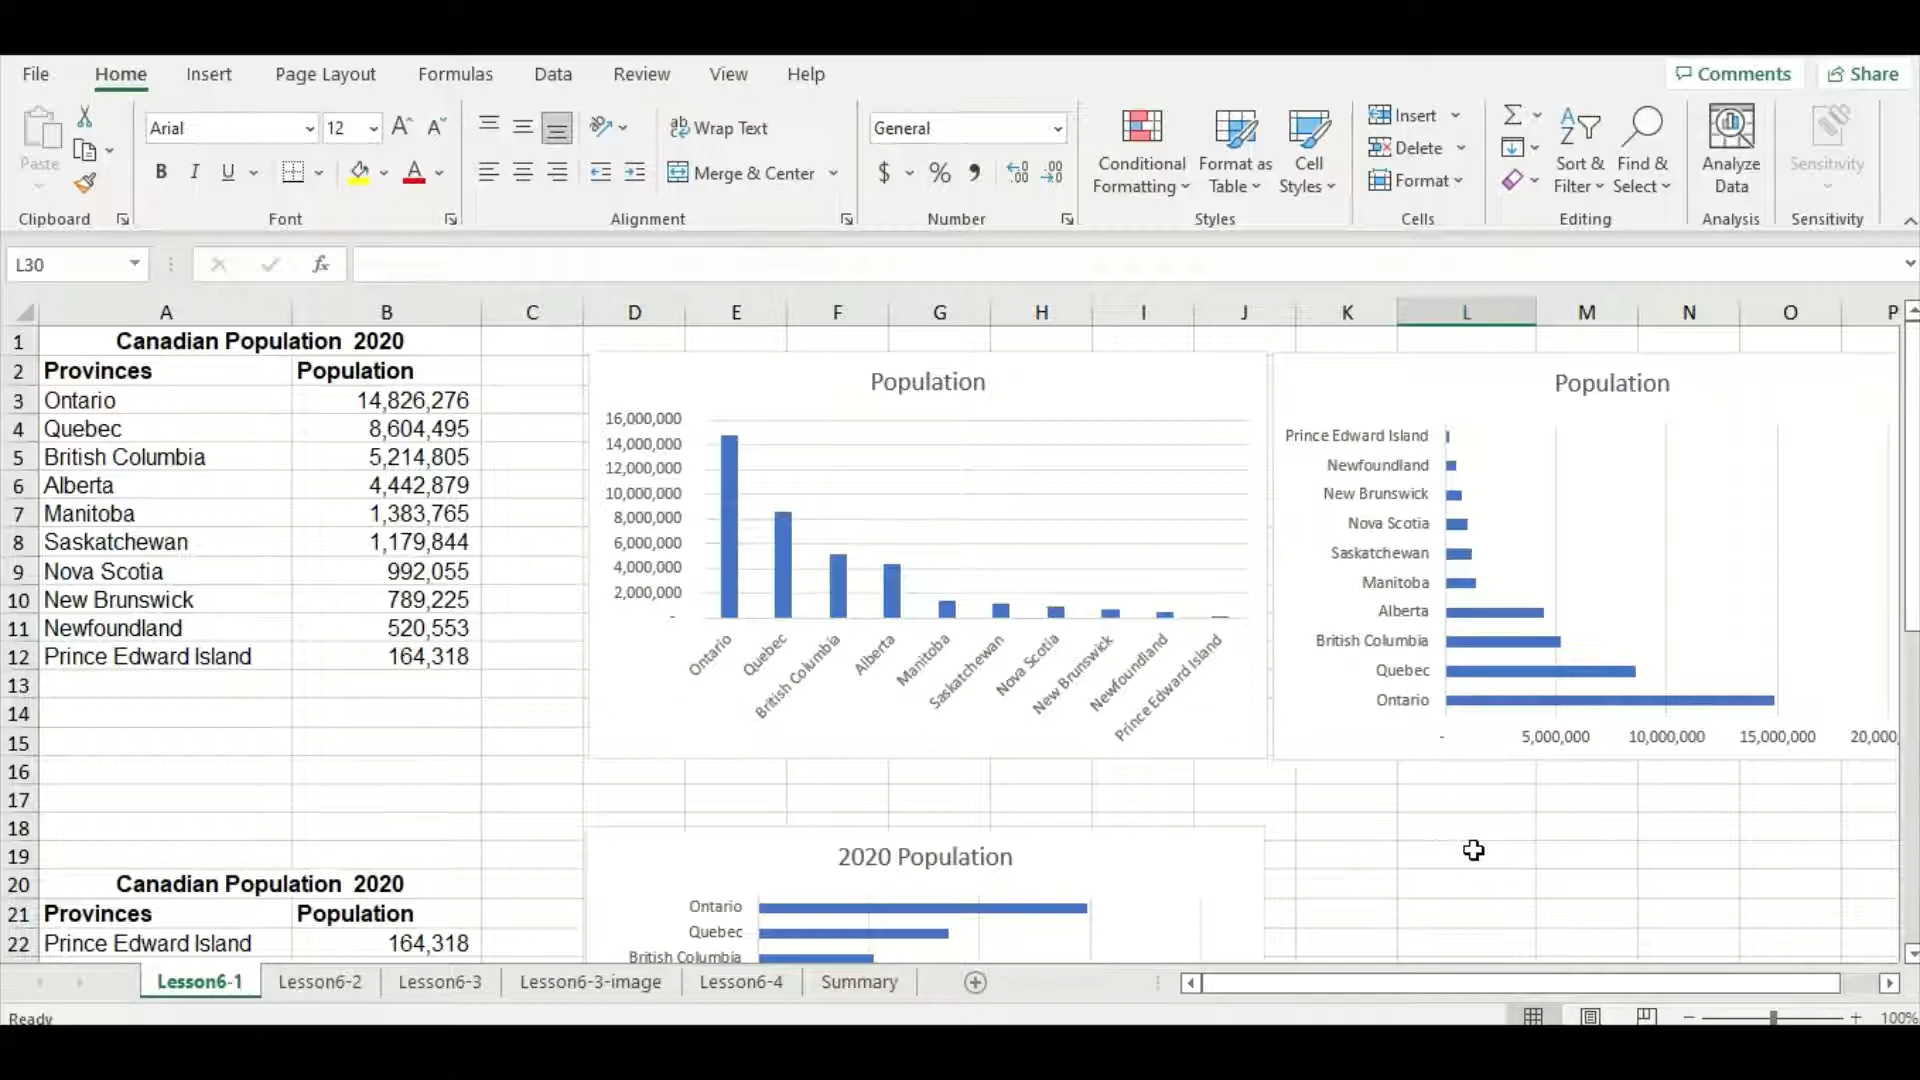 File Home Insert Page Layout Formulas Data Review View Help Comments Share
Paste Arial 12 ab Wrap Text General Insert
B I U A Merge & Center $ % Conditional Formatting Format as Table Cell Styles Delete Format Sort & Filter Find & Select Analyze Data Sensitivity
Clipboard Font Alignment Number Styles Cells Editing Analysis Sensitivity
L30 fx
A B C D E F G H I J K L M N O P
1 Canadian Population 2020
2 Provinces Population
3 Ontario 14,826,276
4 Quebec 8,604,495
5 British Columbia 5,214,805
6 Alberta 4,442,879
7 Manitoba 1,383,765
8 Saskatchewan 1,179,844
9 Nova Scotia 992,055
10 New Brunswick 789,225
11 Newfoundland 520,553
12 Prince Edward Island 164,318
13
14
15
16
17
18
19
20 Canadian Population 2020
21 Provinces Population
22 Prince Edward Island 164,318
Population
16,000,000
14,000,000
12,000,000
10,000,000
8,000,000
6,000,000
4,000,000
2,000,000
-
Ontario Quebec British Columbia Alberta Manitoba Saskatchewan Nova Scotia New Brunswick Newfoundland Prince Edward Island
Population
Prince Edward Island
Newfoundland
New Brunswick
Nova Scotia
Saskatchewan
Manitoba
Alberta
British Columbia
Quebec
Ontario
- 5,000,000 10,000,000 15,000,000 20,000,
2020 Population
Ontario
Quebec
British Columbia
Lesson6-1 Lesson6-2 Lesson6-3 Lesson6-3-image Lesson6-4 Summary
Ready 100%